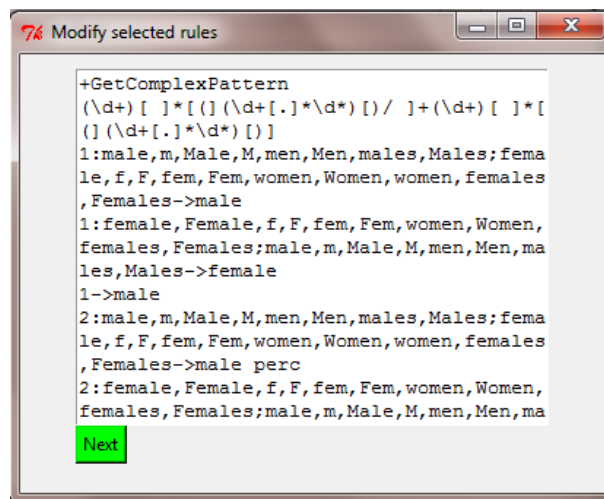 7% Modify selected rules
+GetComplexPattern
(\d+)[ ]*[(](\d+[.]*\d*)[)/ ]+(\d+)[ ]*[
(](\d+[.]*\d*)[)]
1:male,m,Male,M,men,Men,males,Males;fema
le,f,F,fem,Fem,women,Women,women,females
,Females->male
1:female,Female,f,F,fem,Fem,women,Women,
females,Females;male,m,Male,M,men,Men,ma
les,Males->female
1->male
2:male,m,Male,M,men,Men,males,Males;fema
le,f,F,fem,Fem,women,Women,women,females
,Females->male perc
2:female,Female,f,F,fem,Fem,women,Women,
females,Females;male,m,Male,M,men,Men,ma
Next